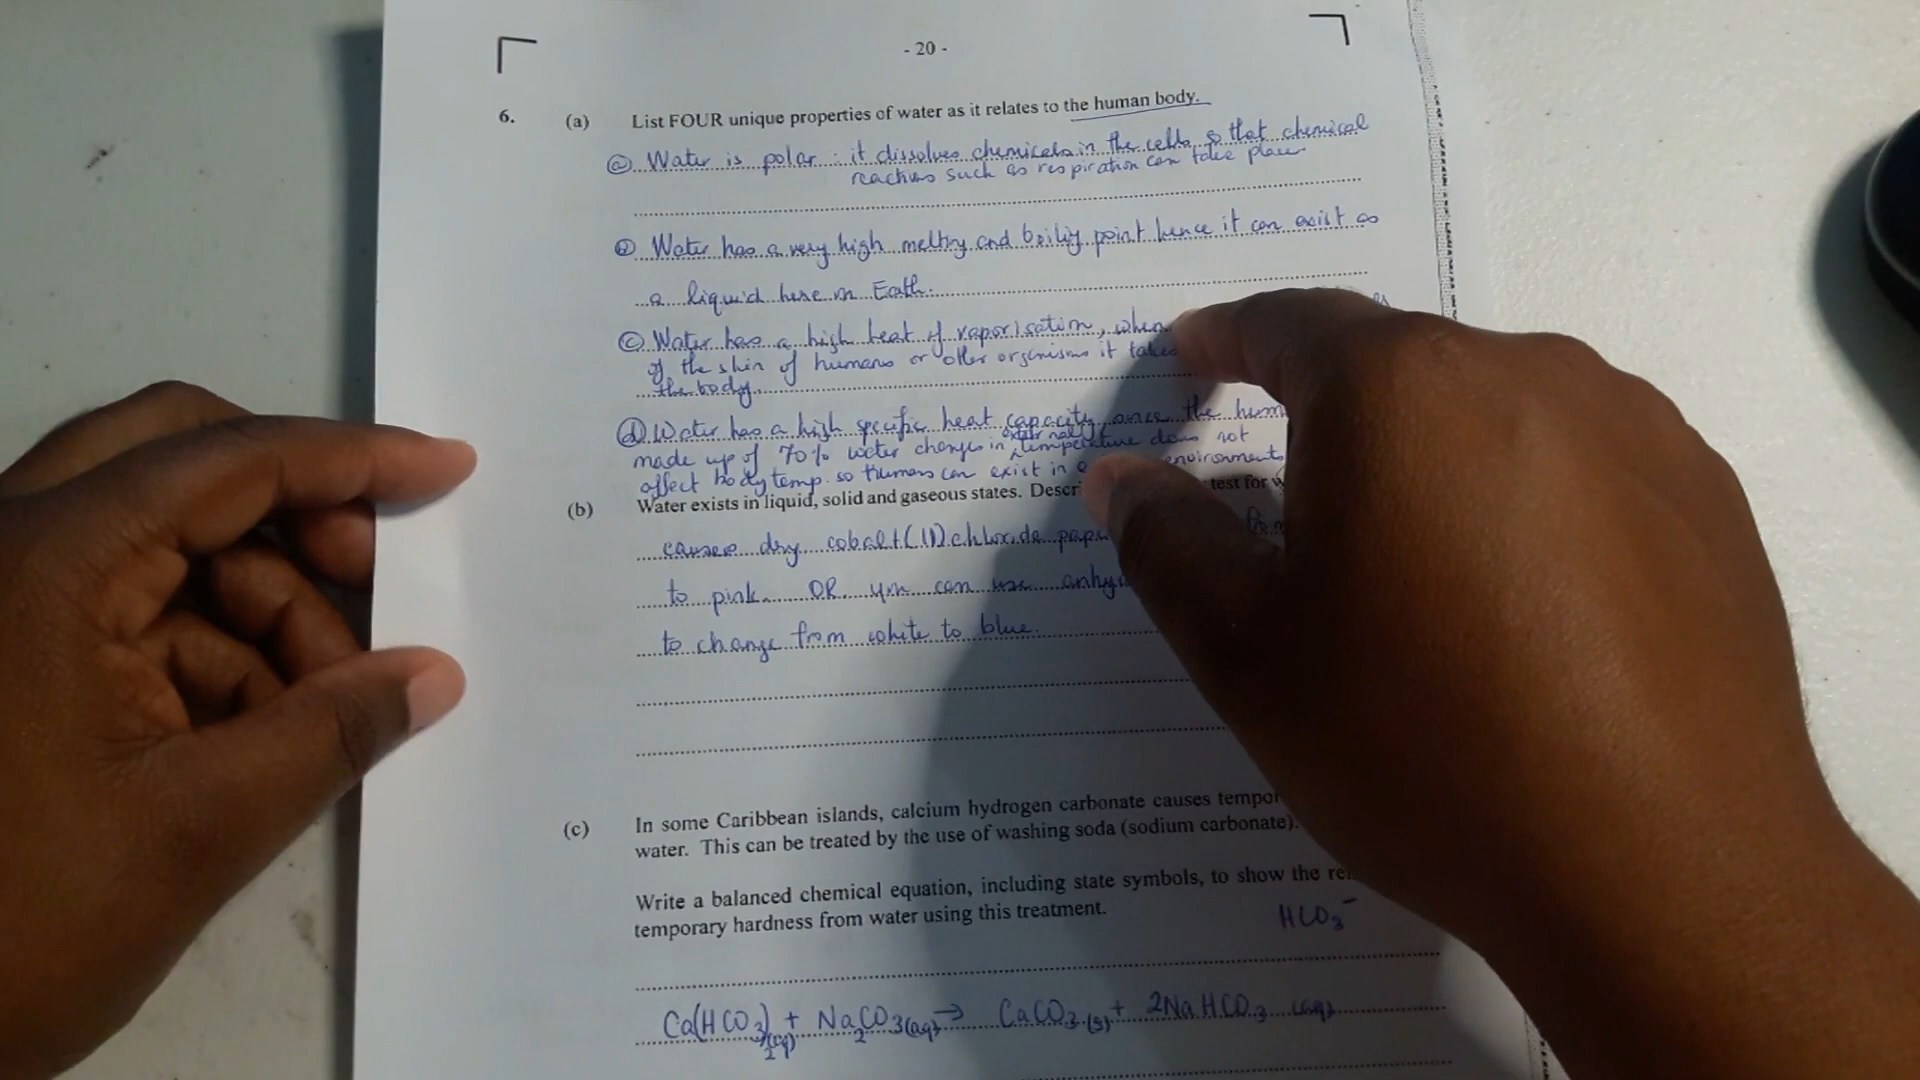 - 20 -
6. (a) List FOUR unique properties of water as it relates to the human body.
(a) Water is polar : it dissolves chemicals in the cells so that chemical
reactions such as respiration can take place
(b) Water has a very high melting and boiling point hence it can exist as
a liquid here on Earth.
(c) Water has a high heat of vaporisation, when
of the skin of humans or other organisms it takes
the body.
(d) Water has a high specific heat capacity since the
made up of 70% water changes in external temperature does not
affect body temp. so humans can exist in environments
(b) Water exists in liquid, solid and gaseous states. test for
causes dry cobalt(II) chloride from
to pink. OR you can use
to change from white to blue.
(c) In some Caribbean islands, calcium hydrogen carbonate causes
water. This can be treated by the use of washing soda (sodium carbonate).
Write a balanced chemical equation, including state symbols, to show the
temporary hardness from water using this treatment.
HCO3⁻
Ca(HCO3)2(aq) + Na2CO3(aq) → CaCO3(s) + 2NaHCO3(aq)